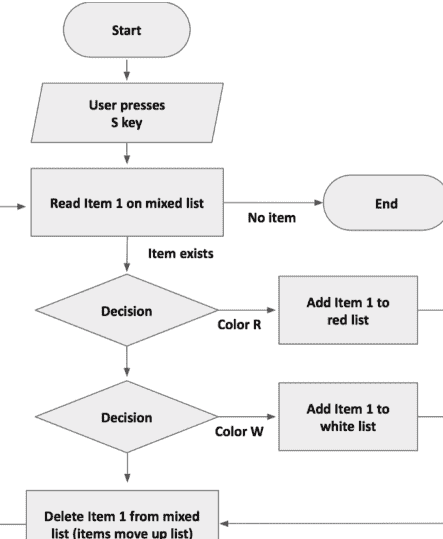 Start
User presses
S key
Read Item 1 on mixed list
No item
End
Item exists
Decision
Color R
Add Item 1 to
red list
Decision
Color W
Add Item 1 to
white list
Delete Item 1 from mixed
list (items move up list)